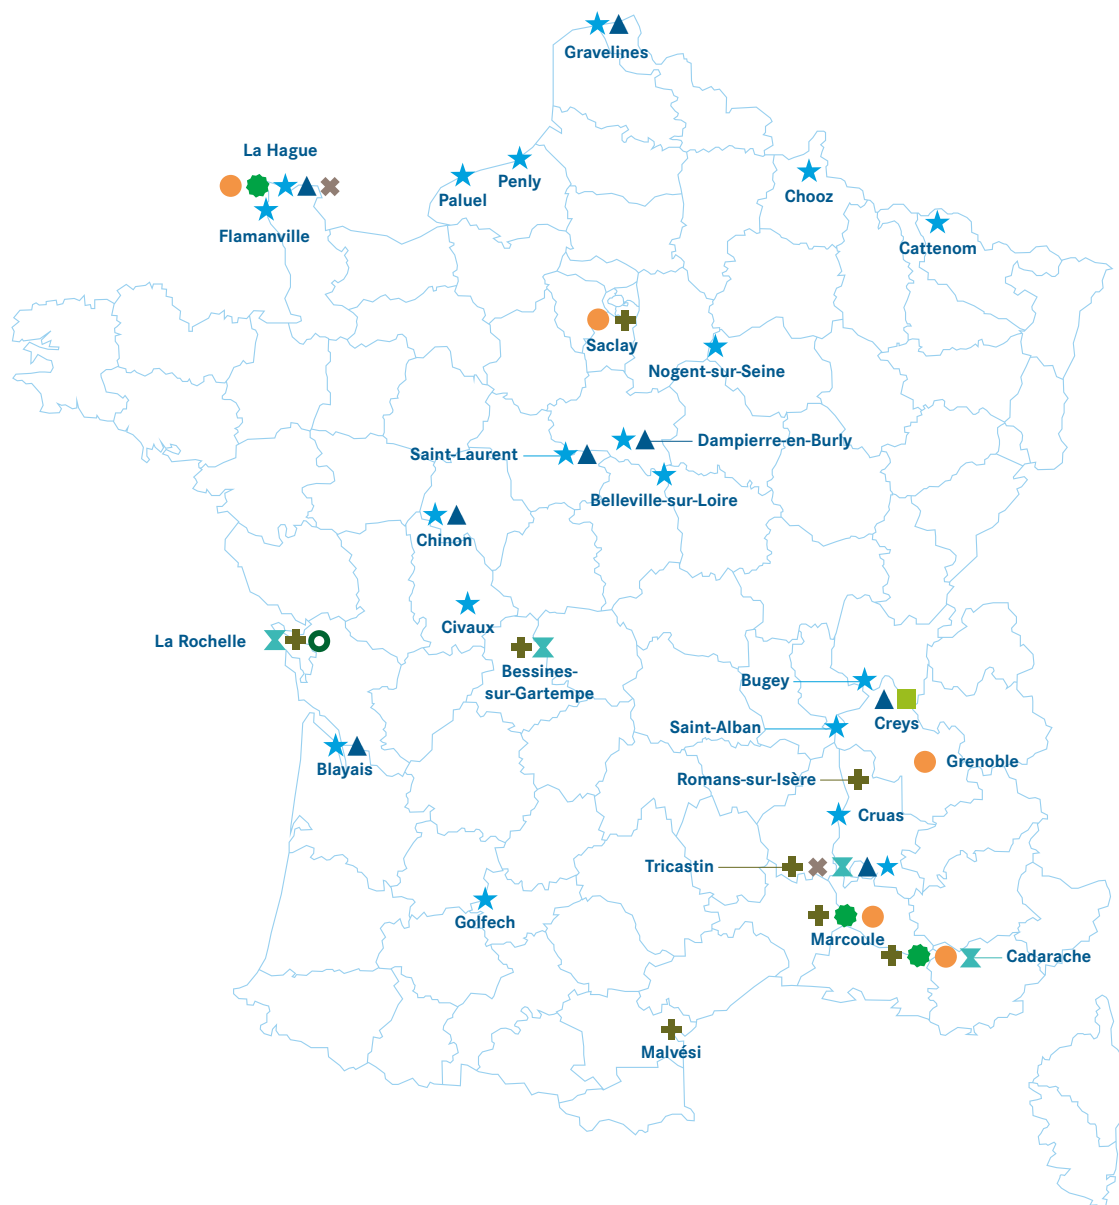 Gravelines
La Hague
Penly
Paluel
Chooz
Flamanville
Cattenom
Saclay
Nogent-sur-Seine
Dampierre-en-Burly
Saint-Laurent
Belleville-sur-Loire
Chinon
Civaux
La Rochelle
Bessines-
sur-Gartempe
Bugey
Creys
Saint-Alban
Grenoble
Blayais
Romans-sur-Isère
Cruas
Tricastin
Golfech
Marcoule
Cadarache
Malvési